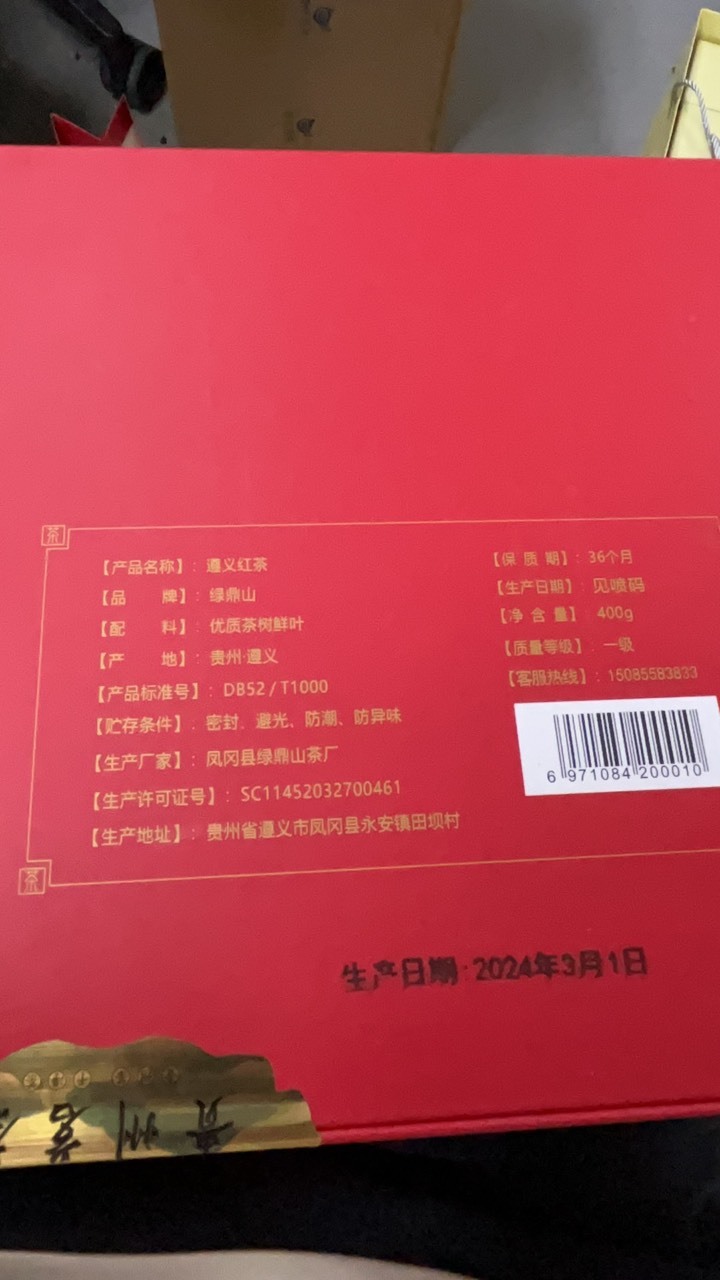 茶
【产品名称】：遵义红茶
【品　　牌】：绿鼎山
【配　　料】：优质茶树鲜叶
【产　　地】：贵州·遵义
【产品标准号】：DB52/T1000
【贮存条件】：密封、避光、防潮、防异味
【生产厂家】：凤冈县绿鼎山茶厂
【生产许可证号】：SC11452032700461
【生产地址】：贵州省遵义市凤冈县永安镇田坝村
【保 质 期】：36个月
【生产日期】：见喷码
【净 含 量】：400g
【质量等级】：一级
【客服热线】：15085583833
6 971084 200010
茶
生产日期：2024年3月1日
贵州茗